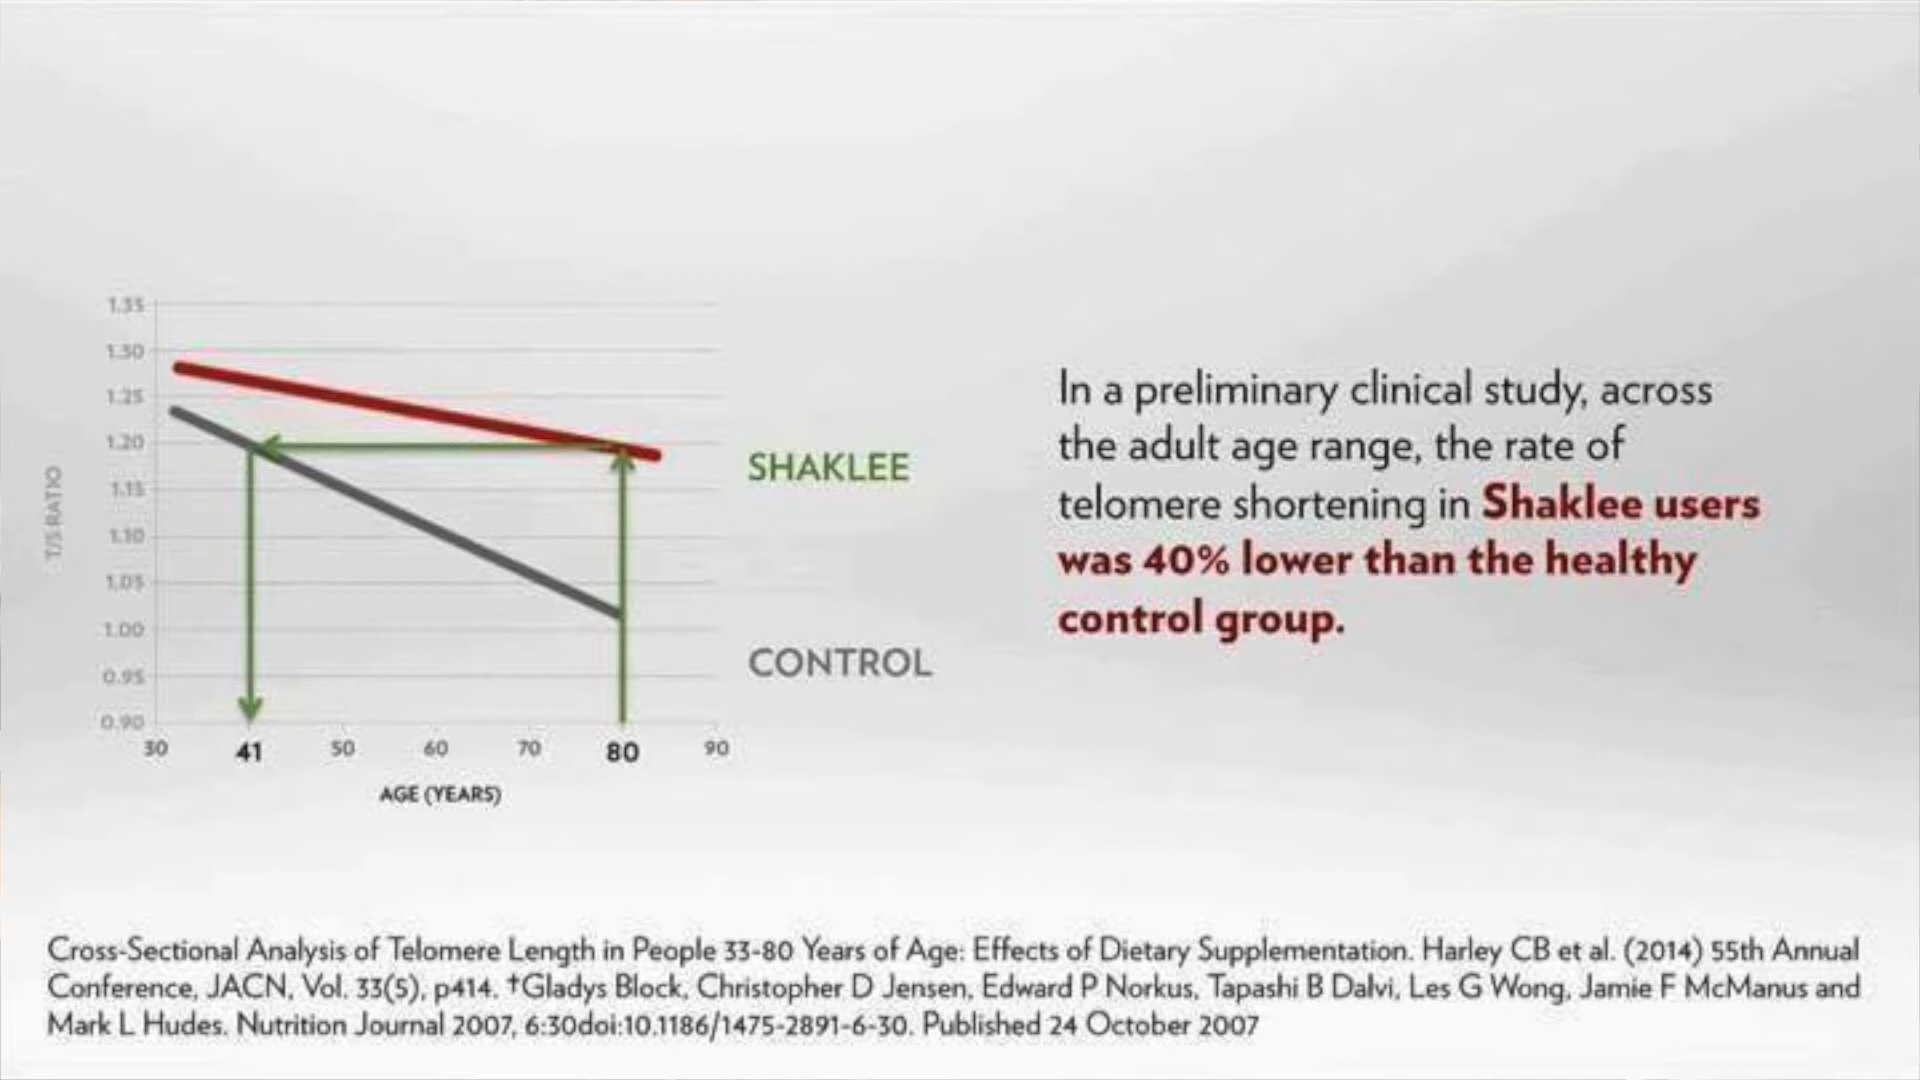 1.35
1.30
1.25
1.20
1.15
1.10
1.05
1.00
0.95
0.90
T/S RATIO
30 41 50 60 70 80 90
AGE (YEARS)
SHAKLEE
CONTROL
In a preliminary clinical study, across
the adult age range, the rate of
telomere shortening in Shaklee users
was 40% lower than the healthy
control group.
Cross-Sectional Analysis of Telomere Length in People 33-80 Years of Age: Effects of Dietary Supplementation. Harley CB et al. (2014) 55th Annual
Conference, JACN, Vol. 33(5), p414. †Gladys Block, Christopher D Jensen, Edward P Norkus, Tapashi B Dalvi, Les G Wong, Jamie F McManus and
Mark L Hudes. Nutrition Journal 2007, 6:30doi:10.1186/1475-2891-6-30. Published 24 October 2007